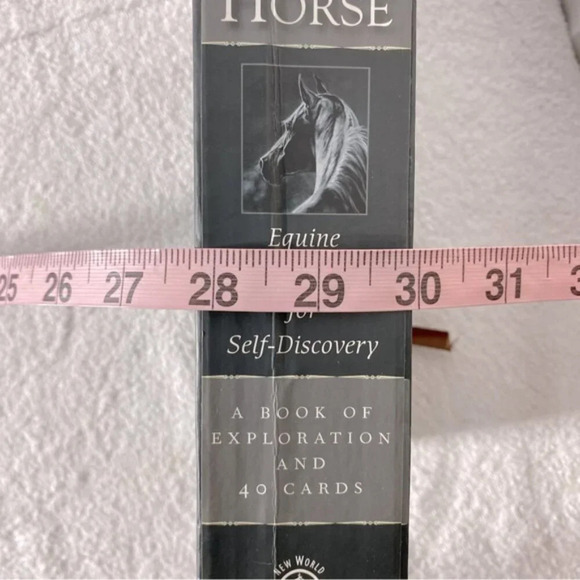 HORSE
Equine
25 26 27 28 29 30 31
for
Self-Discovery
A BOOK OF
EXPLORATION
AND
40 CARDS
NEW WORLD